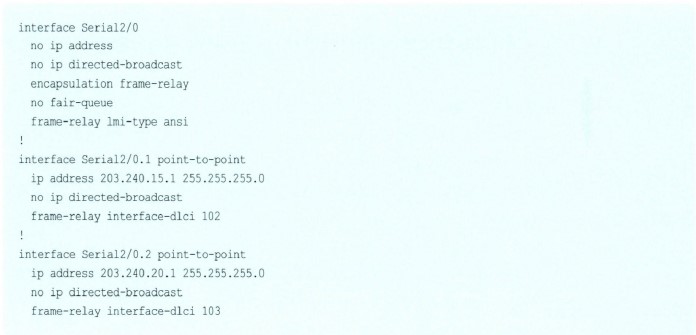 interface Serial2/0
no ip address
no ip directed-broadcast
encapsulation frame-relay
no fair-queue
frame-relay lmi-type ansi
!
interface Serial2/0.1 point-to-point
ip address 203.240.15.1 255.255.255.0
no ip directed-broadcast
frame-relay interface-dlci 102
!
interface Serial2/0.2 point-to-point
ip address 203.240.20.1 255.255.255.0
no ip directed-broadcast
frame-relay interface-dlci 103